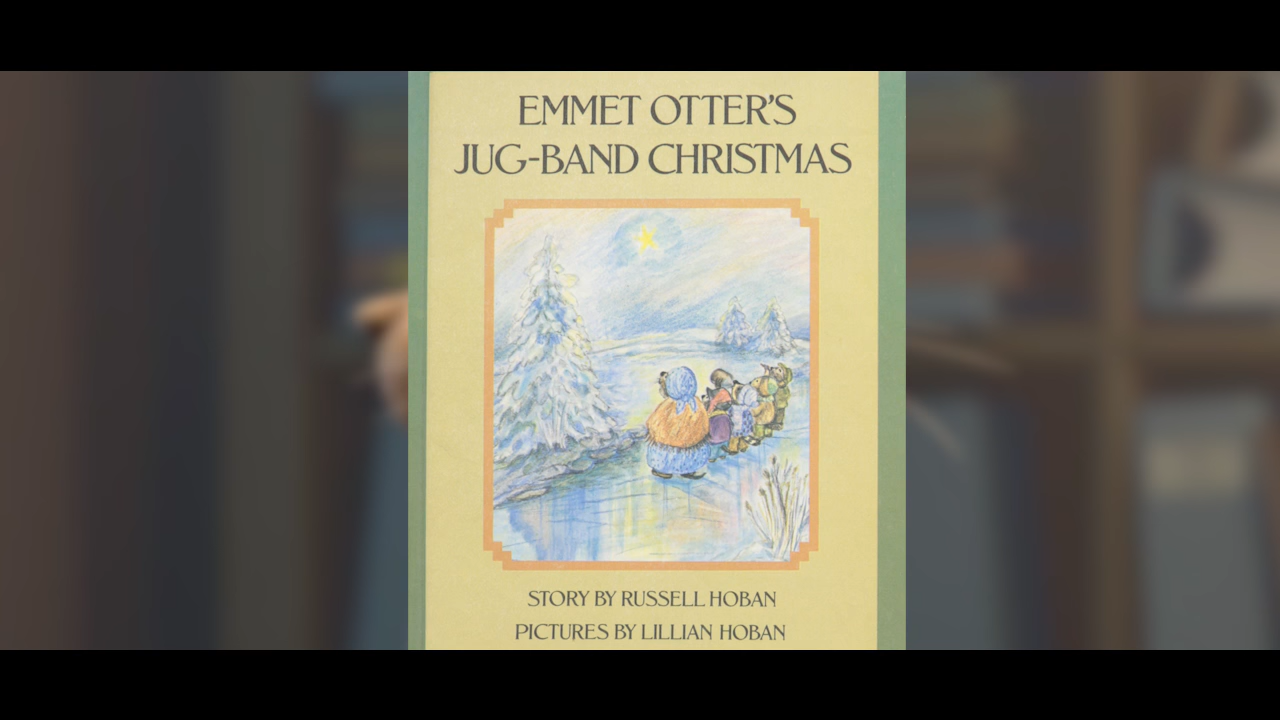 EMMET OTTER'S
JUG-BAND CHRISTMAS
STORY BY RUSSELL HOBAN
PICTURES BY LILLIAN HOBAN